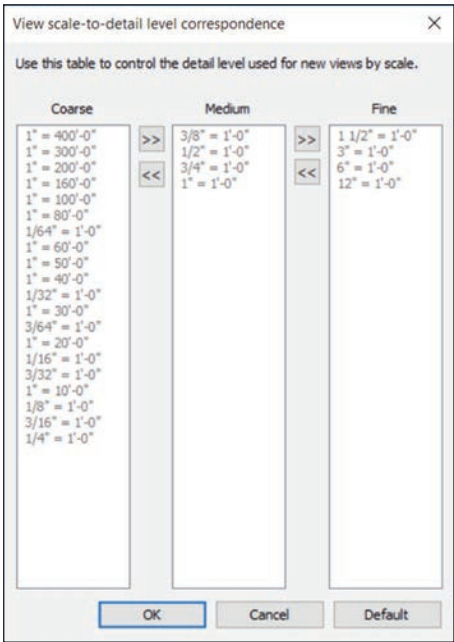 View scale-to-detail level correspondence
Use this table to control the detail level used for new views by scale.
Coarse
1" = 400'-0"
1" = 300'-0"
1" = 200'-0"
1" = 160'-0"
1" = 100'-0"
1" = 80'-0"
1/64" = 1'-0"
1" = 60'-0"
1" = 50'-0"
1" = 40'-0"
1/32" = 1'-0"
1" = 30'-0"
3/64" = 1'-0"
1" = 20'-0"
1/16" = 1'-0"
3/32" = 1'-0"
1" = 10'-0"
1/8" = 1'-0"
3/16" = 1'-0"
1/4" = 1'-0"
>>
<<
Medium
3/8" = 1'-0"
1/2" = 1'-0"
3/4" = 1'-0"
1" = 1'-0"
>>
<<
Fine
1 1/2" = 1'-0"
3" = 1'-0"
6" = 1'-0"
12" = 1'-0"
OK
Cancel
Default